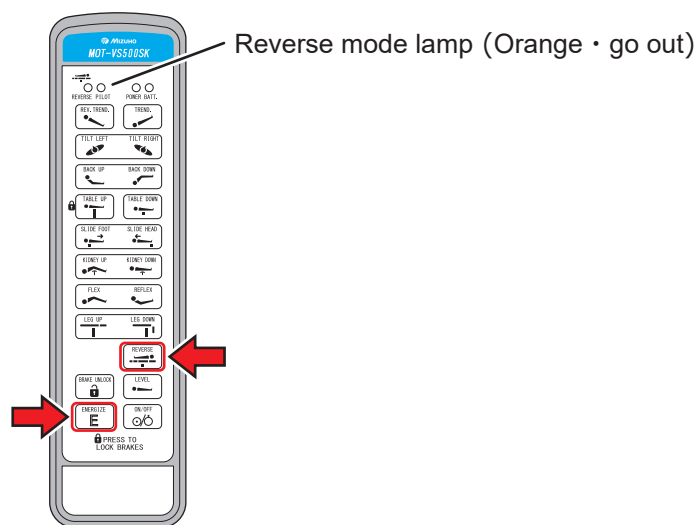 MIZUHO
MOT-VS500SK
Reverse mode lamp (Orange・go out)
REVERSE PILOT POWER BATT.
REV.TREND. TREND.
TILT LEFT TILT RIGHT
BACK UP BACK DOWN
TABLE UP TABLE DOWN
SLIDE FOOT SLIDE HEAD
KIDNEY UP KIDNEY DOWN
FLEX REFLEX
LEG UP LEG DOWN
REVERSE
BRAKE UNLOCK LEVEL
ENERGIZE ON/OFF
E
PRESS TO
LOCK BRAKES